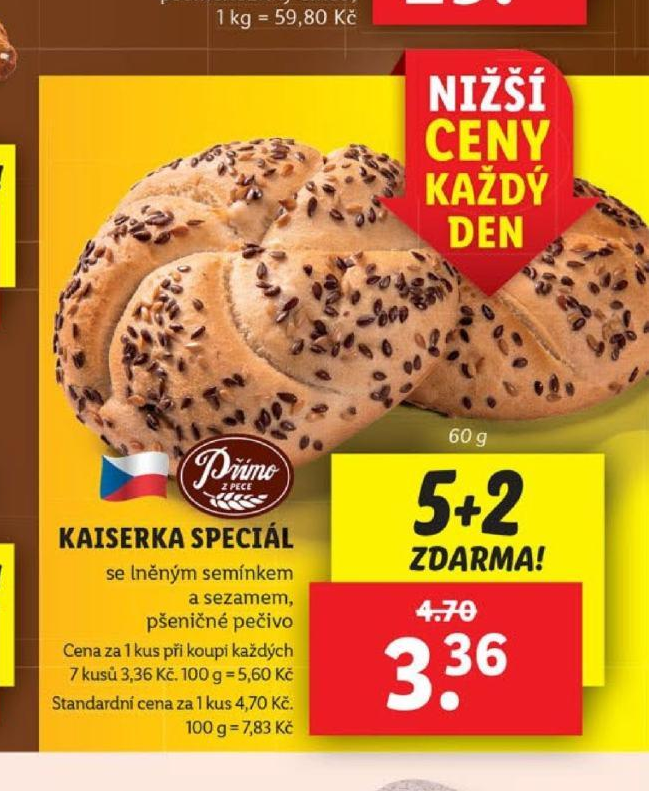 1 kg = 59,80 Kč
NIŽŠÍ
CENY
KAŽDÝ
DEN
60 g
Přímo
Z PECE
5+2
ZDARMA!
KAISERKA SPECIÁL
se lněným semínkem
a sezamem,
pšeničné pečivo
Cena za 1 kus při koupi každých
7 kusů 3,36 Kč. 100 g = 5,60 Kč
Standardní cena za 1 kus 4,70 Kč.
100 g = 7,83 Kč
4.70
3.36